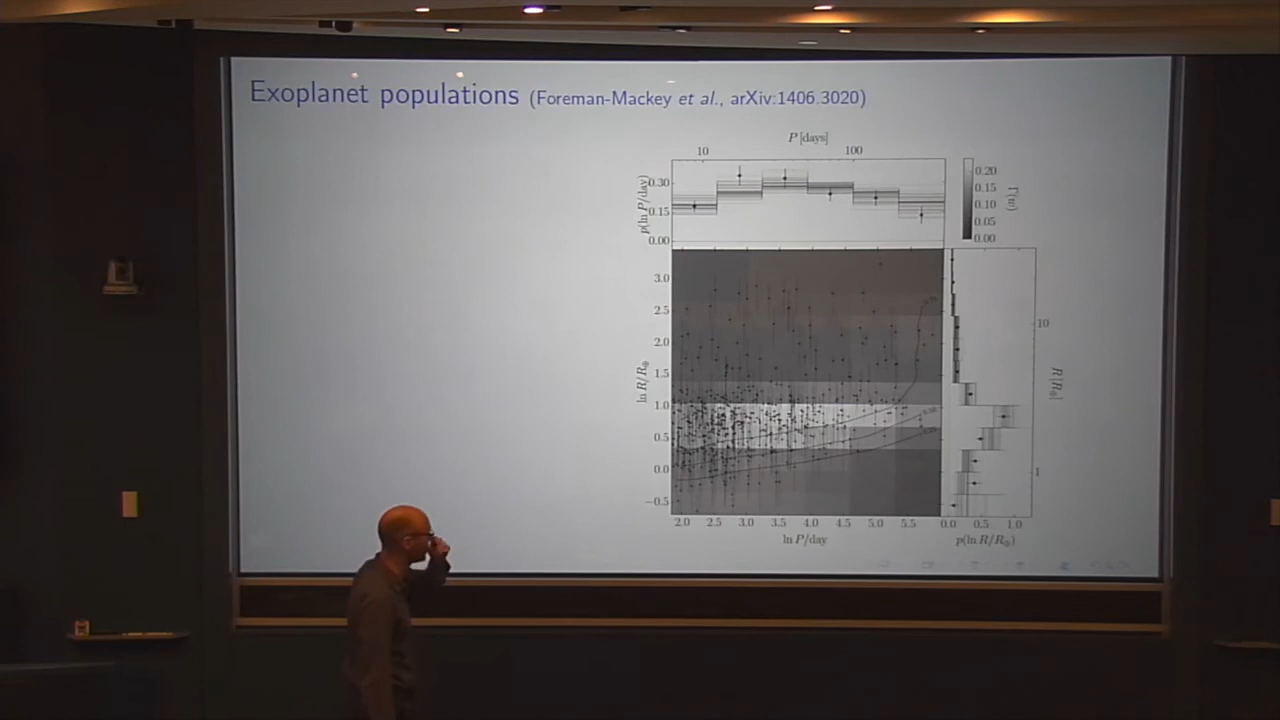 Exoplanet populations (Foreman-Mackey et al., arXiv:1406.3020)
P [days]
10 100
p(ln P/day)
0.30
0.15
0.00
0.20
0.15
0.10
0.05
0.00
Γ(w)
ln R/R⊕
3.0
2.5
2.0
1.5
1.0
0.5
0.0
−0.5
2.0 2.5 3.0 3.5 4.0 4.5 5.0 5.5
ln P/day
10
1
R [R⊕]
0.0 0.5 1.0
p(ln R/R⊕)